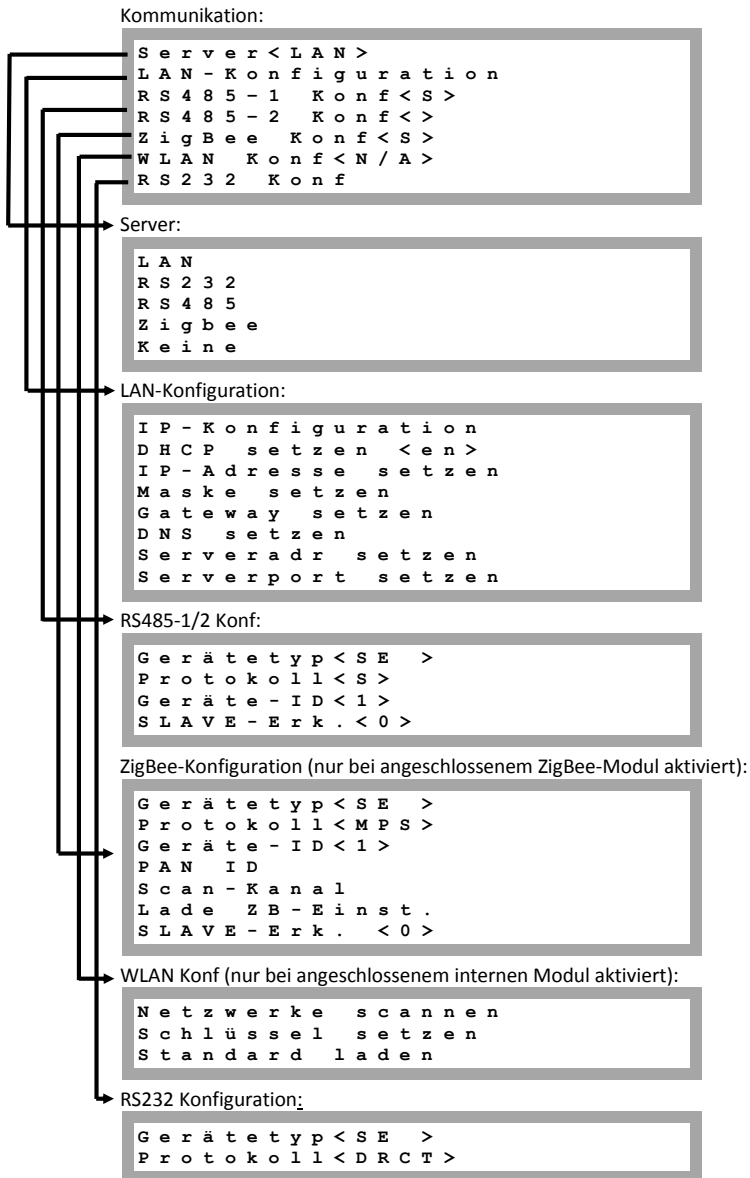 Kommunikation:
Server<LAN>
LAN-Konfiguration
RS485-1 Konf<S>
RS485-2 Konf<>
ZigBee Konf<S>
WLAN Konf<N/A>
RS232 Konf
Server:
LAN
RS232
RS485
Zigbee
Keine
LAN-Konfiguration:
IP-Konfiguration
DHCP setzen <en>
IP-Adresse setzen
Maske setzen
Gateway setzen
DNS setzen
Serveradr setzen
Serverport setzen
RS485-1/2 Konf:
Gerätetyp<SE >
Protokoll<S>
Geräte-ID<1>
SLAVE-Erk.<0>
ZigBee-Konfiguration (nur bei angeschlossenem ZigBee-Modul aktiviert):
Gerätetyp<SE >
Protokoll<MPS>
Geräte-ID<1>
PAN ID
Scan-Kanal
Lade ZB-Einst.
SLAVE-Erk. <0>
WLAN Konf (nur bei angeschlossenem internen Modul aktiviert):
Netzwerke scannen
Schlüssel setzen
Standard laden
RS232 Konfiguration:
Gerätetyp<SE >
Protokoll<DRCT>